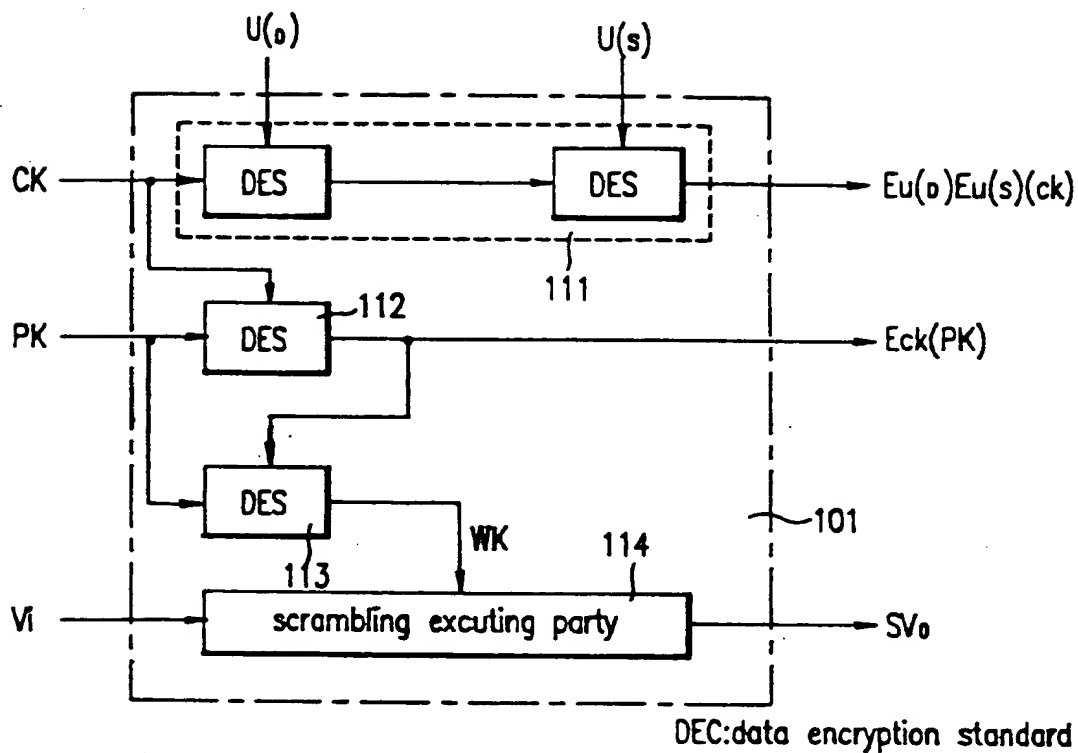 U(D)
U(s)
CK
DES
DES
Eu(D)Eu(s)(ck)
111
PK
DES
112
Eck(PK)
DES
113
WK
101
114
Vi
scrambling excuting party
SVo
DEC:data encryption standard